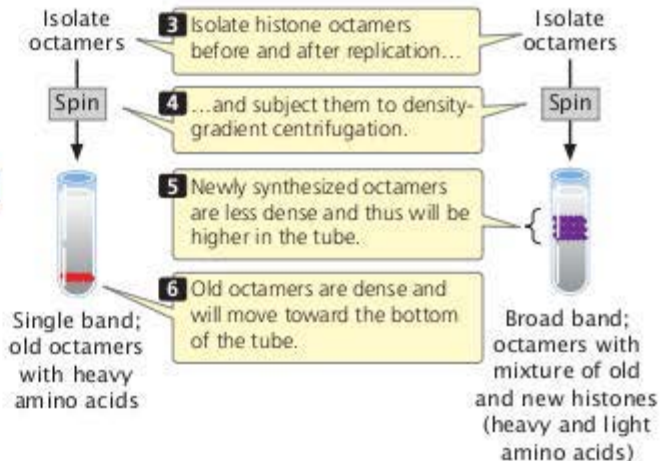 Isolate
octamers
3 Isolate histone octamers
before and after replication...
Isolate
octamers
Spin
4 ...and subject them to density-
gradient centrifugation.
Spin
5 Newly synthesized octamers
are less dense and thus will be
higher in the tube.
6 Old octamers are dense and
will move toward the bottom
of the tube.
Single band;
old octamers
with heavy
amino acids
Broad band;
octamers with
mixture of old
and new histones
(heavy and light
amino acids)